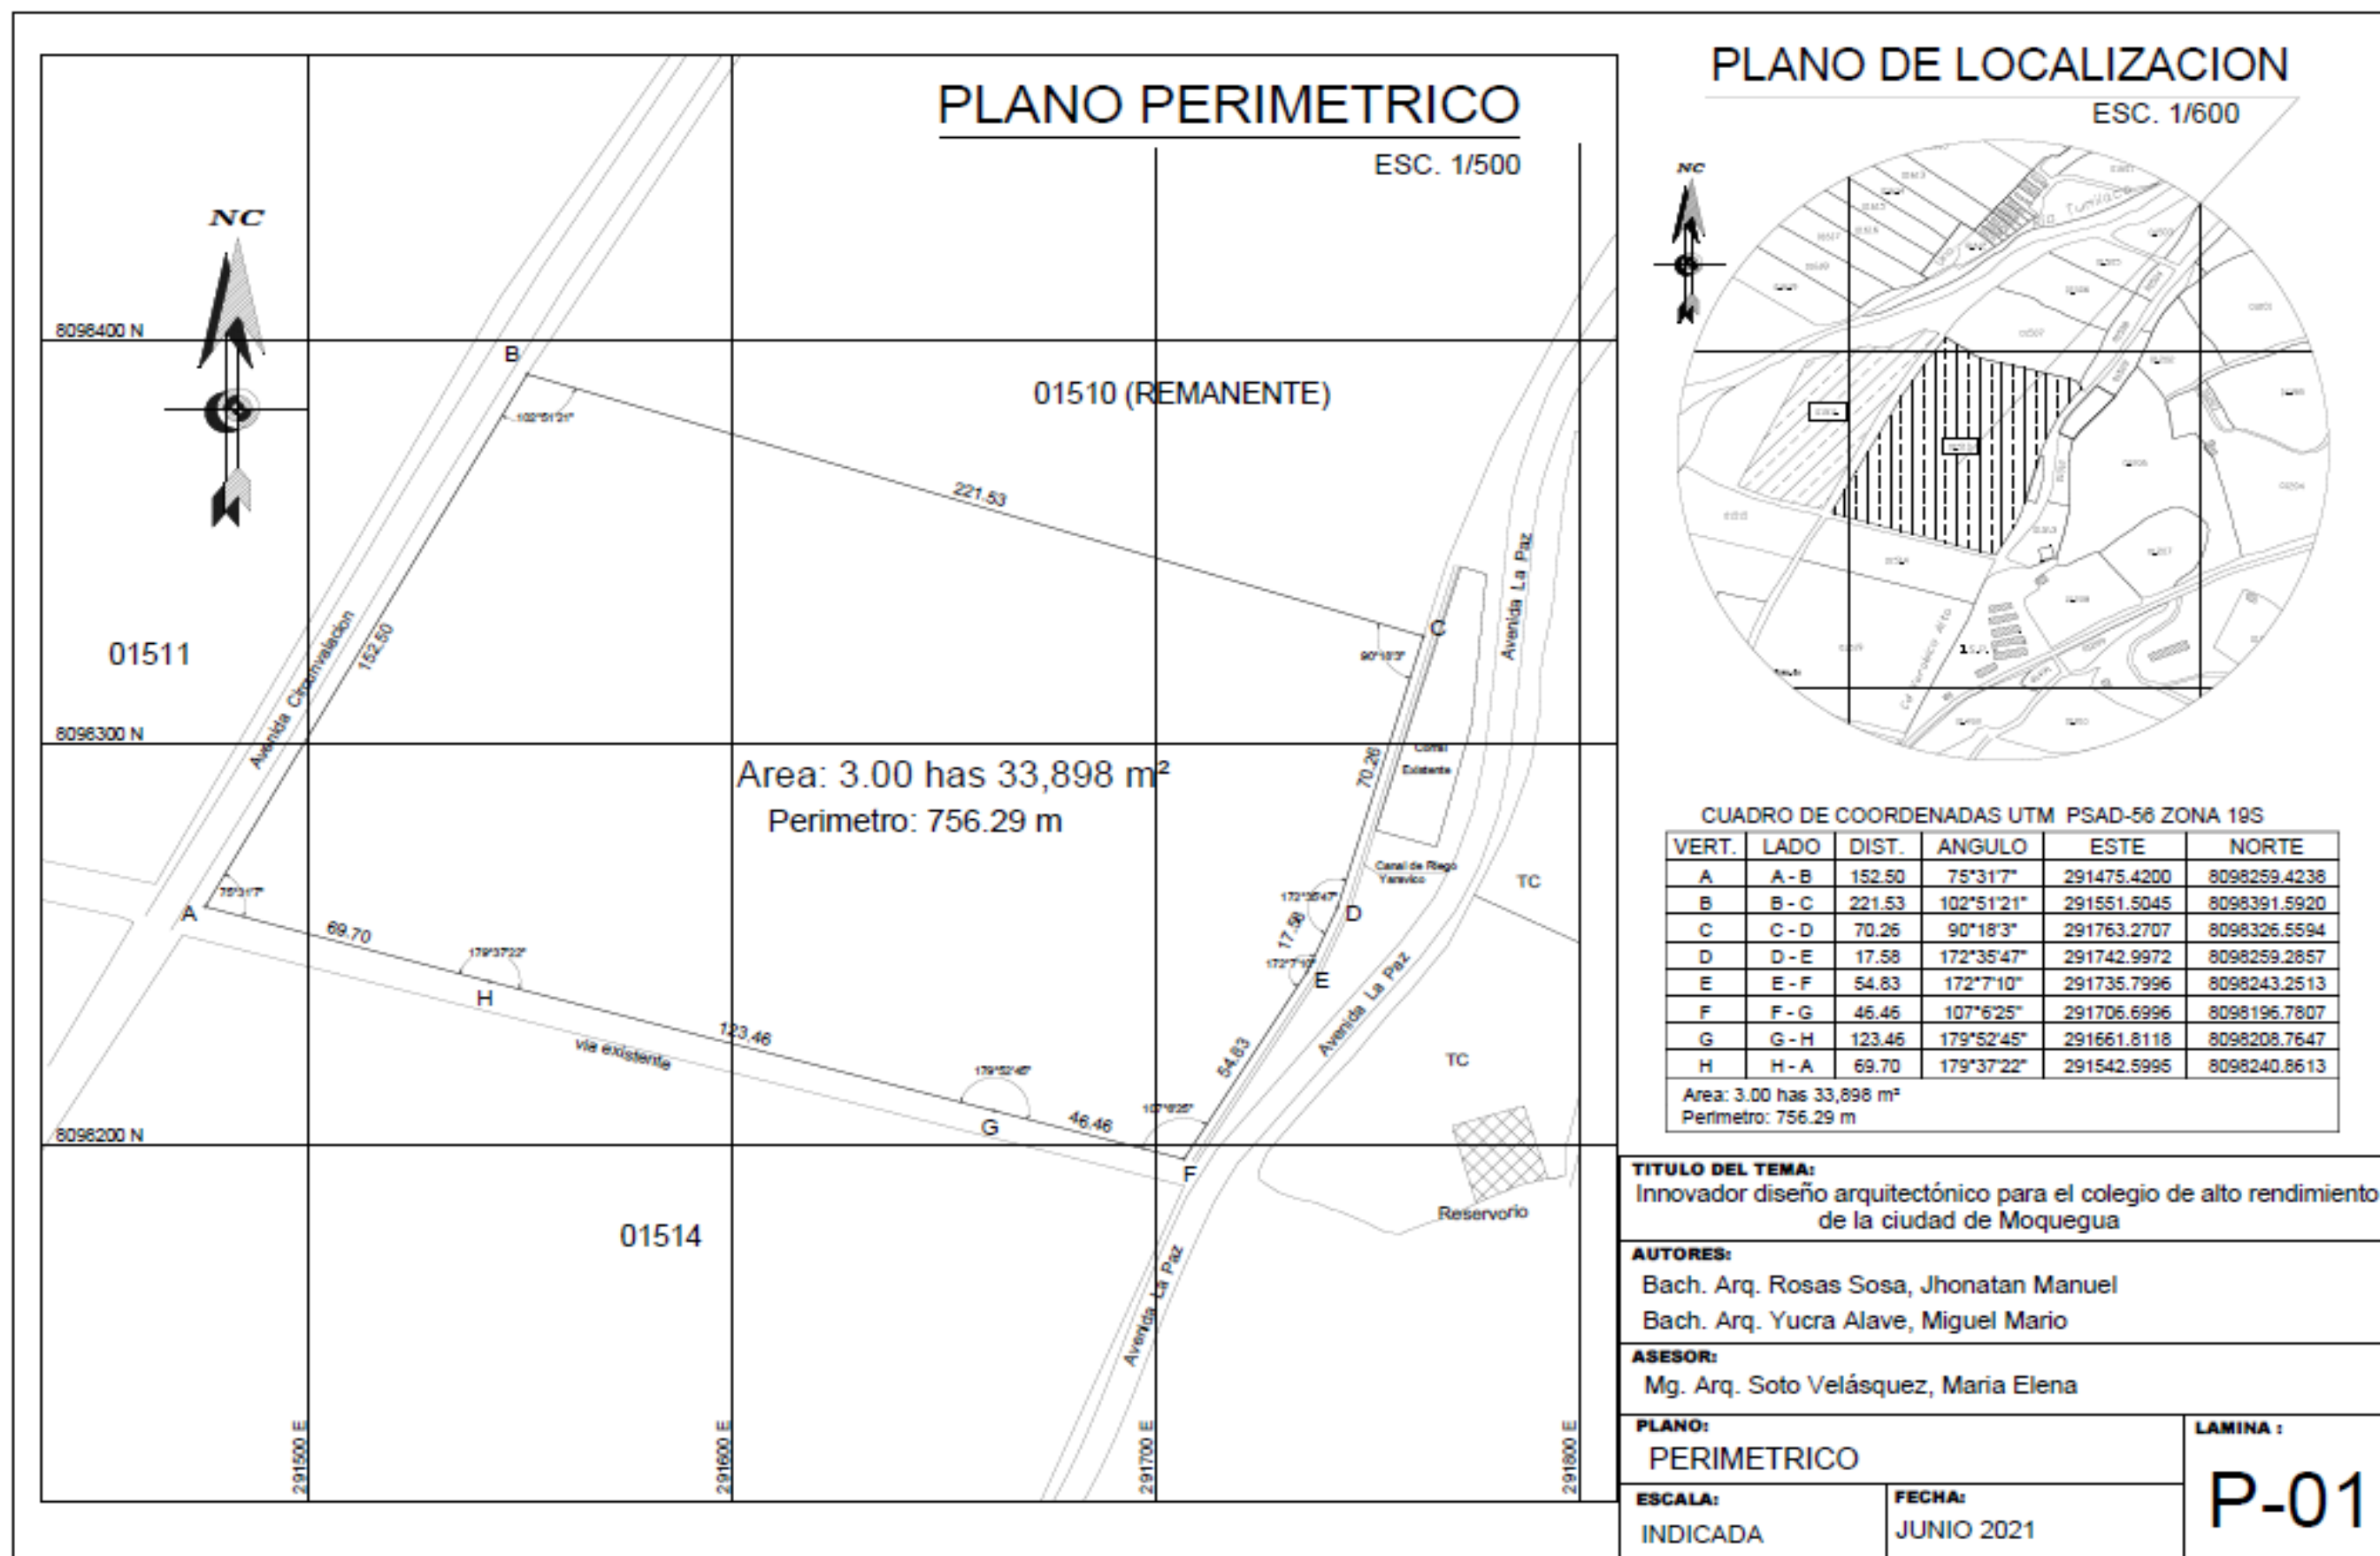 PLANO PERIMETRICO
ESC. 1/500
NC
8098400 N
8098300 N
8098200 N
291500 E
291600 E
291700 E
291800 E
B
102°51'21"
01510 (REMANENTE)
221.53
152.50
Avenida Circunvalacion
01511
C
90°18'3"
Avenida La Paz
70.26
Corral
Existente
Area: 3.00 has 33,898 m²
Perimetro: 756.29 m
Canal de Riego
Yaravico
TC
172°35'47"
D
17.58
172°7'10"
E
A
75°31'7"
69.70
179°37'22"
H
123.46
via existente
54.83
Avenida La Paz
TC
179°52'45"
G
46.46
107°6'25"
F
Reservorio
01514
Avenida La Paz
PLANO DE LOCALIZACION
ESC. 1/600
NC
CUADRO DE COORDENADAS UTM PSAD-56 ZONA 19S
VERT. LADO DIST. ANGULO ESTE NORTE
A A - B 152.50 75°31'7" 291475.4200 8098259.4238
B B - C 221.53 102°51'21" 291551.5045 8098391.5920
C C - D 70.26 90°18'3" 291763.2707 8098326.5594
D D - E 17.58 172°35'47" 291742.9972 8098259.2857
E E - F 54.83 172°7'10" 291735.7996 8098243.2513
F F - G 46.46 107°6'25" 291706.6996 8098196.7807
G G - H 123.46 179°52'45" 291661.8118 8098208.7647
H H - A 69.70 179°37'22" 291542.5995 8098240.8613
Area: 3.00 has 33,898 m²
Perimetro: 756.29 m
TITULO DEL TEMA:
Innovador diseño arquitectónico para el colegio de alto rendimiento
de la ciudad de Moquegua
AUTORES:
Bach. Arq. Rosas Sosa, Jhonatan Manuel
Bach. Arq. Yucra Alave, Miguel Mario
ASESOR:
Mg. Arq. Soto Velásquez, Maria Elena
PLANO:
PERIMETRICO
LAMINA :
P-01
ESCALA:
INDICADA
FECHA:
JUNIO 2021